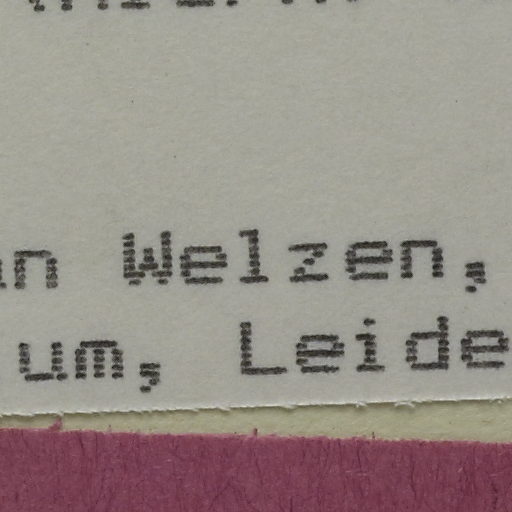 n Welzen,
um, Leide